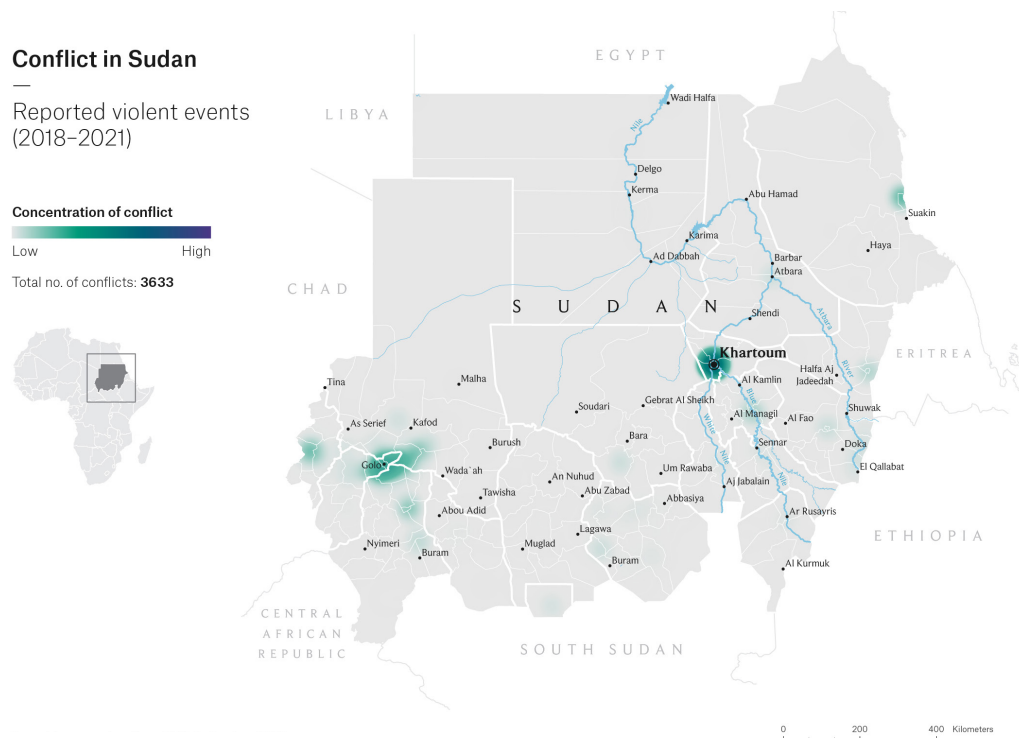 Conflict in Sudan
Reported violent events
(2018–2021)
Concentration of conflict
Low
High
Total no. of conflicts: 3633
EGYPT
LIBYA
CHAD
SUDAN
ERITREA
ETHIOPIA
SOUTH SUDAN
CENTRAL
AFRICAN
REPUBLIC
Wadi Halfa
Nile
Delgo
Kerma
Abu Hamad
Suakin
Karima
Haya
Ad Dabbah
Barbar
Atbara
Shendi
Atbara
River
Khartoum
Halfa Aj
Jadeedah
Al Kamlin
Tina
Malha
Gebrat Al Sheikh
Blue
Nile
White
Nile
Soudari
Al Managil
Al Fao
Shuwak
As Serief
Kafod
Burush
Bara
Sennar
Doka
Golo
Wada`ah
An Nuhud
Um Rawaba
El Qallabat
Tawisha
Abu Zabad
Abbasiya
Aj Jabalain
Abou Adid
Ar Rusayris
Lagawa
Nyimeri
Buram
Muglad
Buram
Al Kurmuk
0
200
400 Kilometers